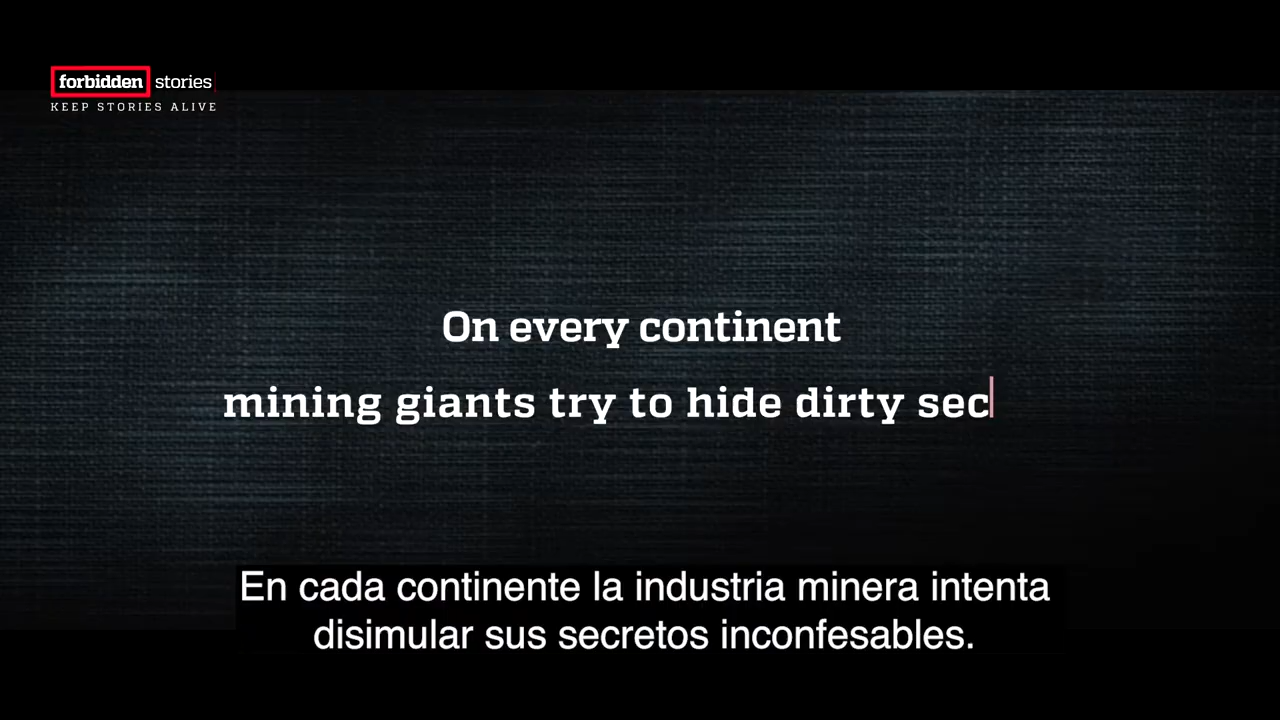 forbidden stories
KEEP STORIES ALIVE
On every continent
mining giants try to hide dirty sec
En cada continente la industria minera intenta
disimular sus secretos inconfesables.